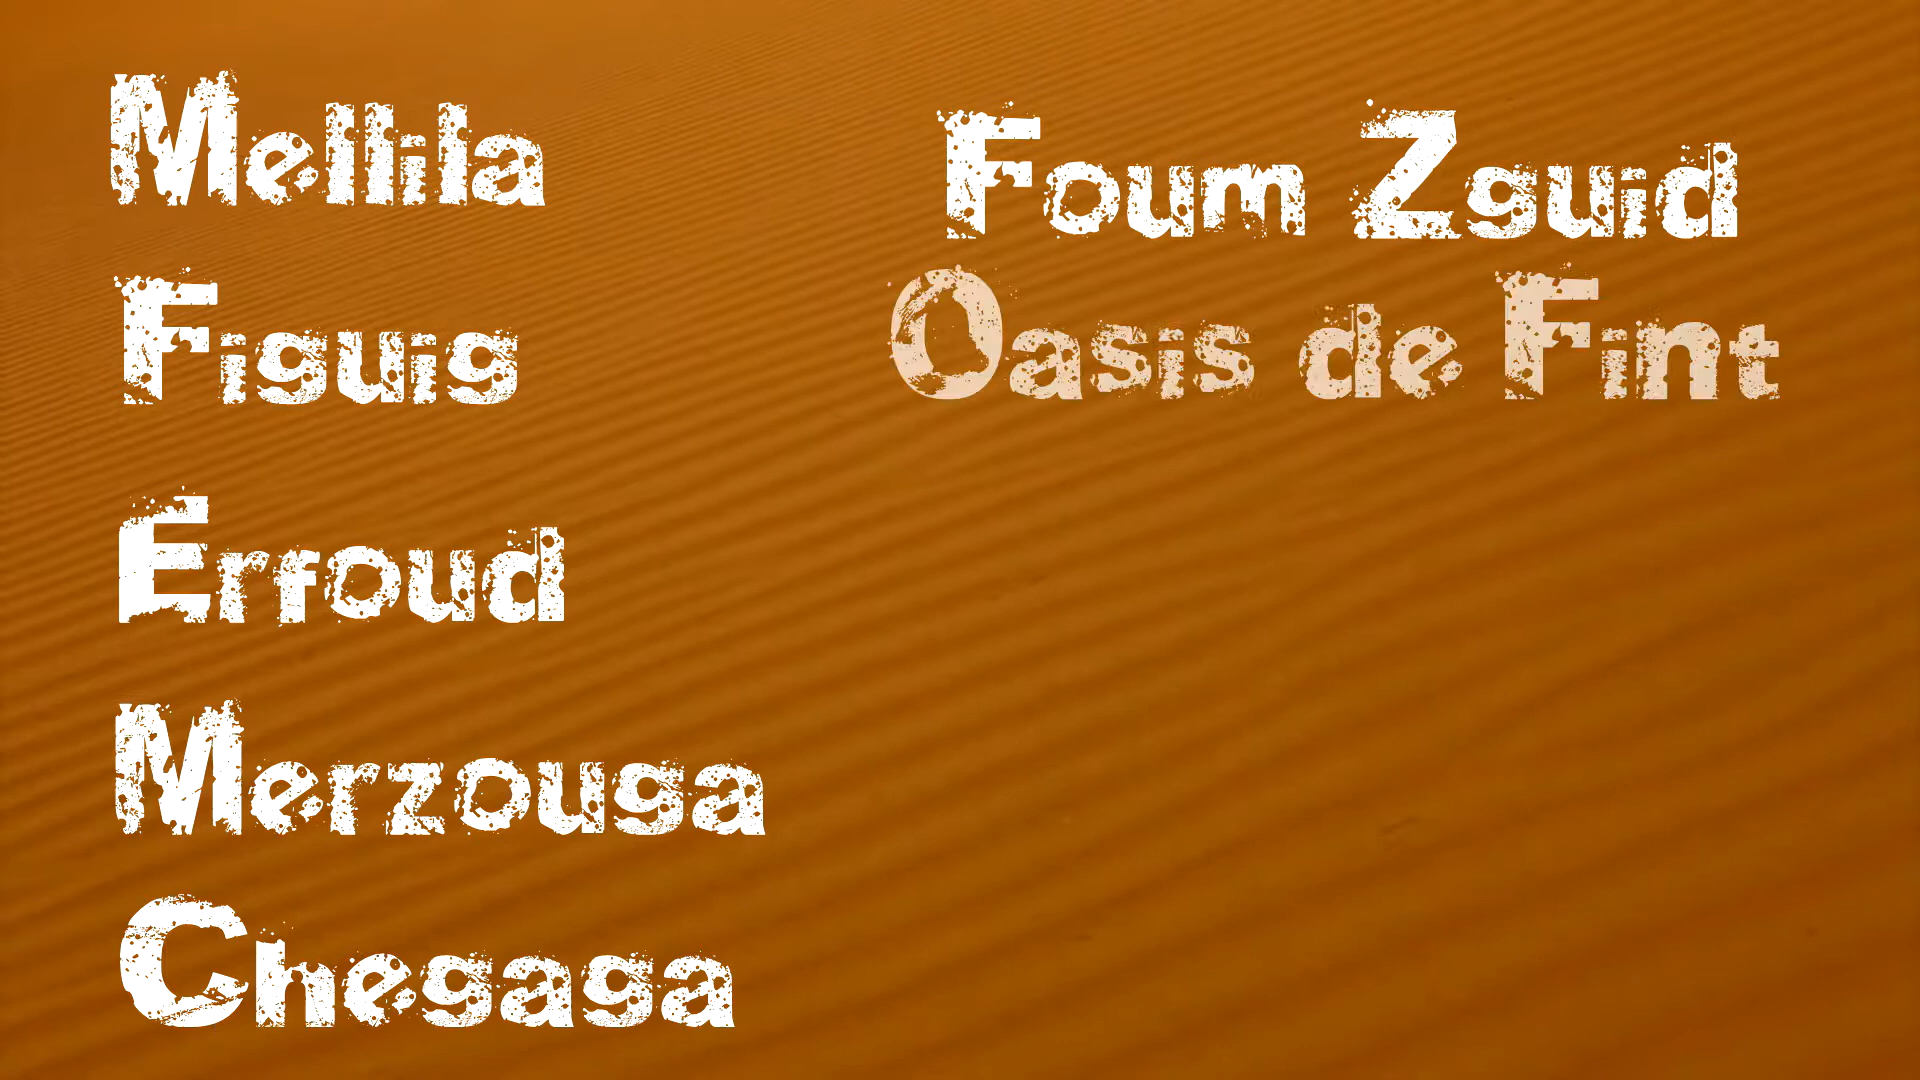 Mellila
Figuig
Erfoud
Merzouga
Chegaga
Foum Zguid
Oasis de Fint